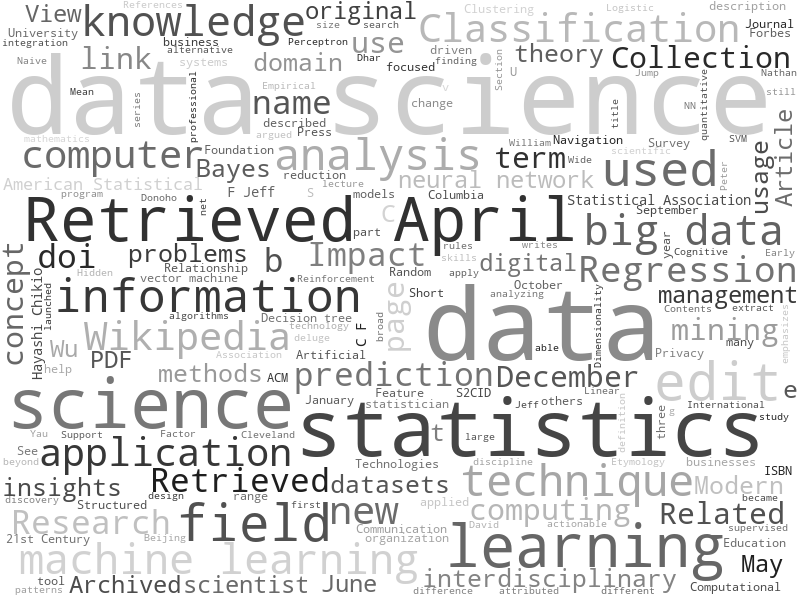 View
knowledge
original
References
Clustering
Logistic
description
University
integration
business
alternative
size
search
Perceptron
use
Classification
Journal
Forbes
Naive
link
systems
domain
Dhar
focused
driven
finding
theory
Collection
data science
Mean
series
professional
Empirical
name
described
argued
Press
change
v
U
Section
Jump
title
NN
quantitative
Nathan
still
mathematics
computer
Foundation
Bayes
reduction
analysis
William
Navigation
term
Wide
scientific
Survey
SVM
used
Peter
usage
Article
American Statistical
program
Donoho
net
F Jeff
S
lecture
models
neural network
Columbia
Statistical Association
September
Retrieved April
C
part
big data
year
Cognitive
Early
concept
doi
problems
Relationship
b
Impact
rules
skills
writes
apply
digital
Regression
Hidden
vector machine
Reinforcement
Random
Hayashi Chikio
launched
information
algorithms
Decision tree
technology
deluge
C F
broad
page
Short
October
analyzing
data
able
Dimensionality
management
Contents
extract
mining
many
Privacy
emphasizes
Wikipedia
Wu
help
PDF
Association
Artificial
methods
ACM
prediction
December
edit
e
science
January
Feature
statistician
S2CID
Jeff
others
Linear
definition
three
g
International
study
statistics
t
large
Yau
Support
Factor
Cleveland
See
beyond
application
Technologies
discipline
Etymology
businesses
ISBN
insights
discovery
Structured
design
Retrieved
range
first
datasets
applied
technique
Modern
became
Research
21st Century
Beijing
field
new
Communication
organization
computing
David
actionable
Related
supervised
Education
machine learning
learning
May
tool
patterns
Archived
scientist
June
interdisciplinary
difference
attributed
different
Computational